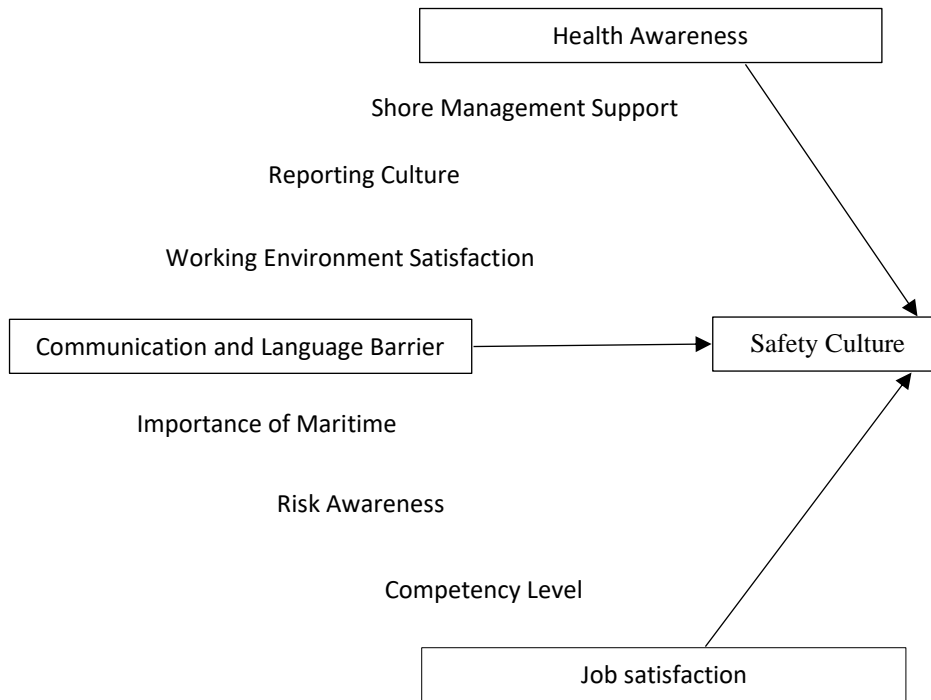 Health Awareness
Shore Management Support
Reporting Culture
Working Environment Satisfaction
Communication and Language Barrier
Safety Culture
Importance of Maritime
Risk Awareness
Competency Level
Job satisfaction